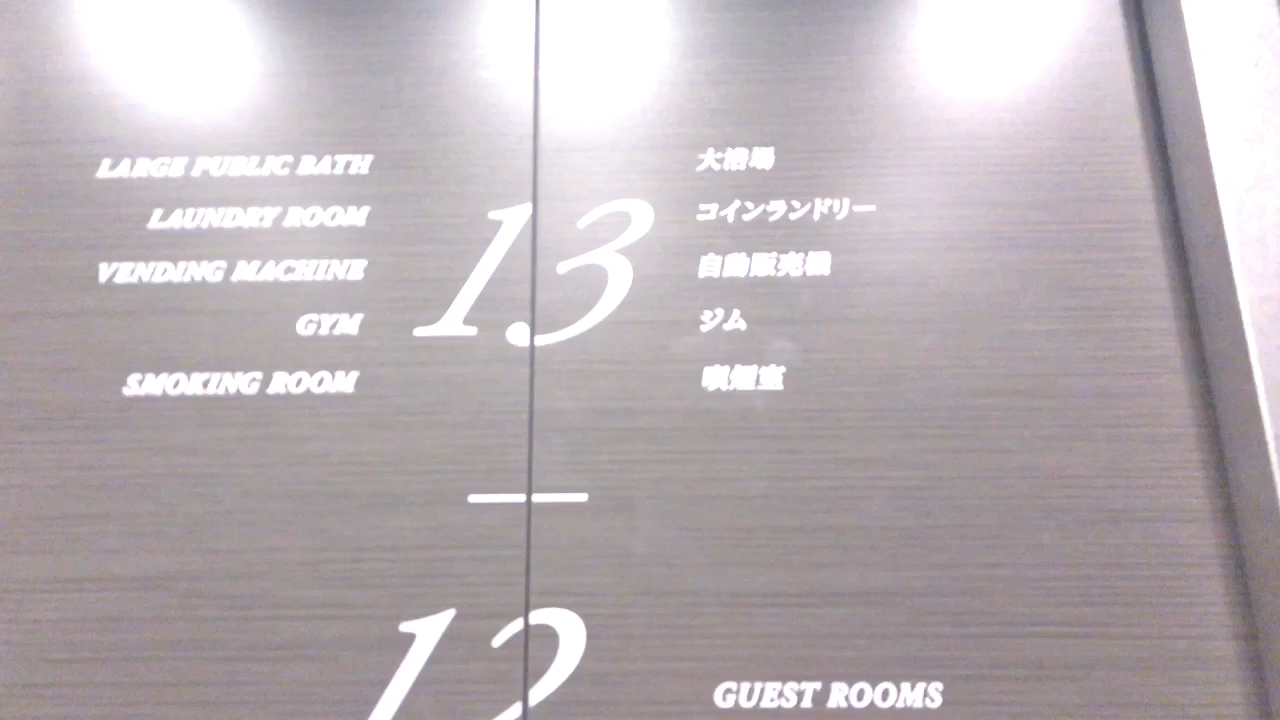 LARGE PUBLIC BATH
LAUNDRY ROOM
VENDING MACHINE
GYM
SMOKING ROOM
13
大浴場
コインランドリー
自動販売機
ジム
喫煙室
12
GUEST ROOMS